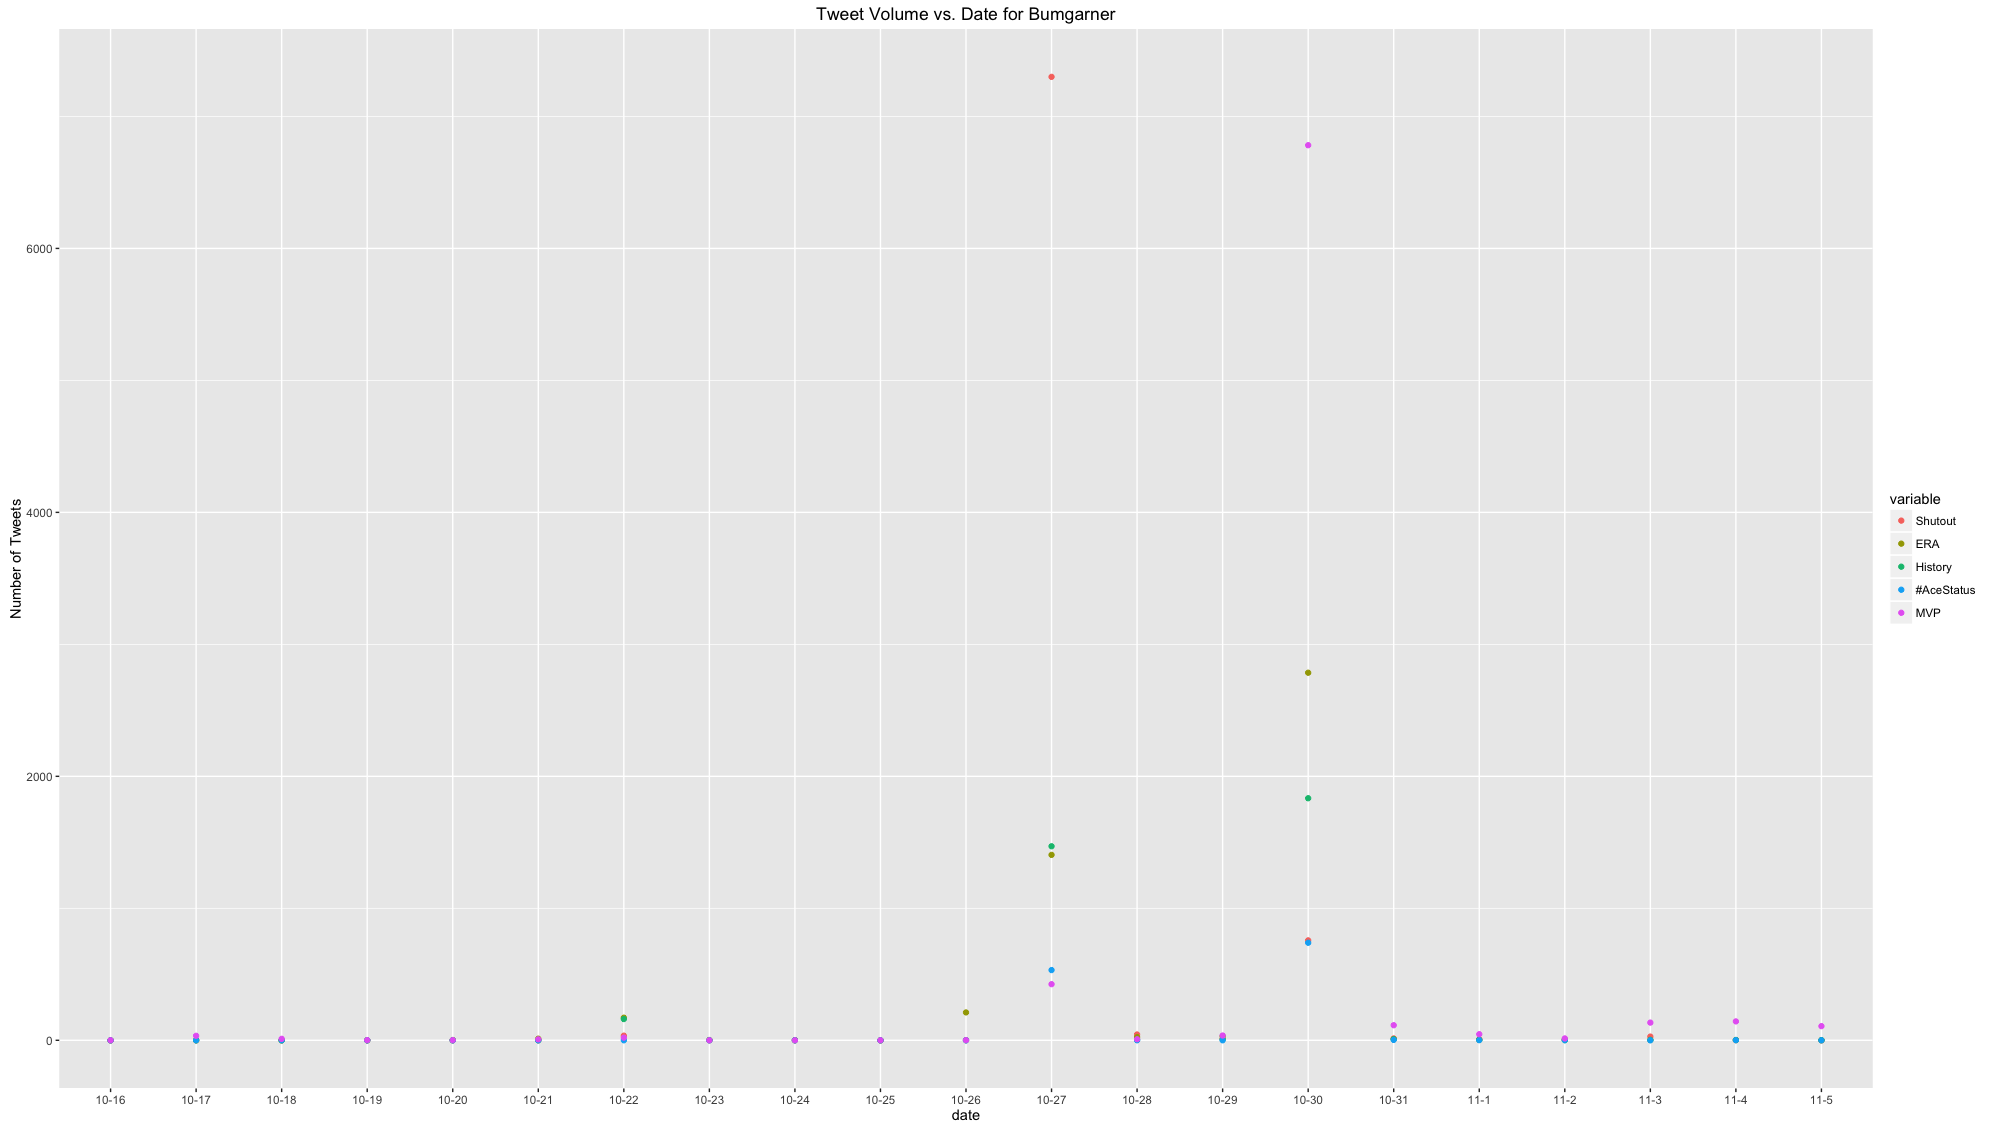 Tweet Volume vs. Date for Bumgarner
Number of Tweets
6000
4000
2000
0
10-16 10-17 10-18 10-19 10-20 10-21 10-22 10-23 10-24 10-25 10-26 10-27 10-28 10-29 10-30 10-31 11-1 11-2 11-3 11-4 11-5
date
variable
Shutout
ERA
History
#AceStatus
MVP